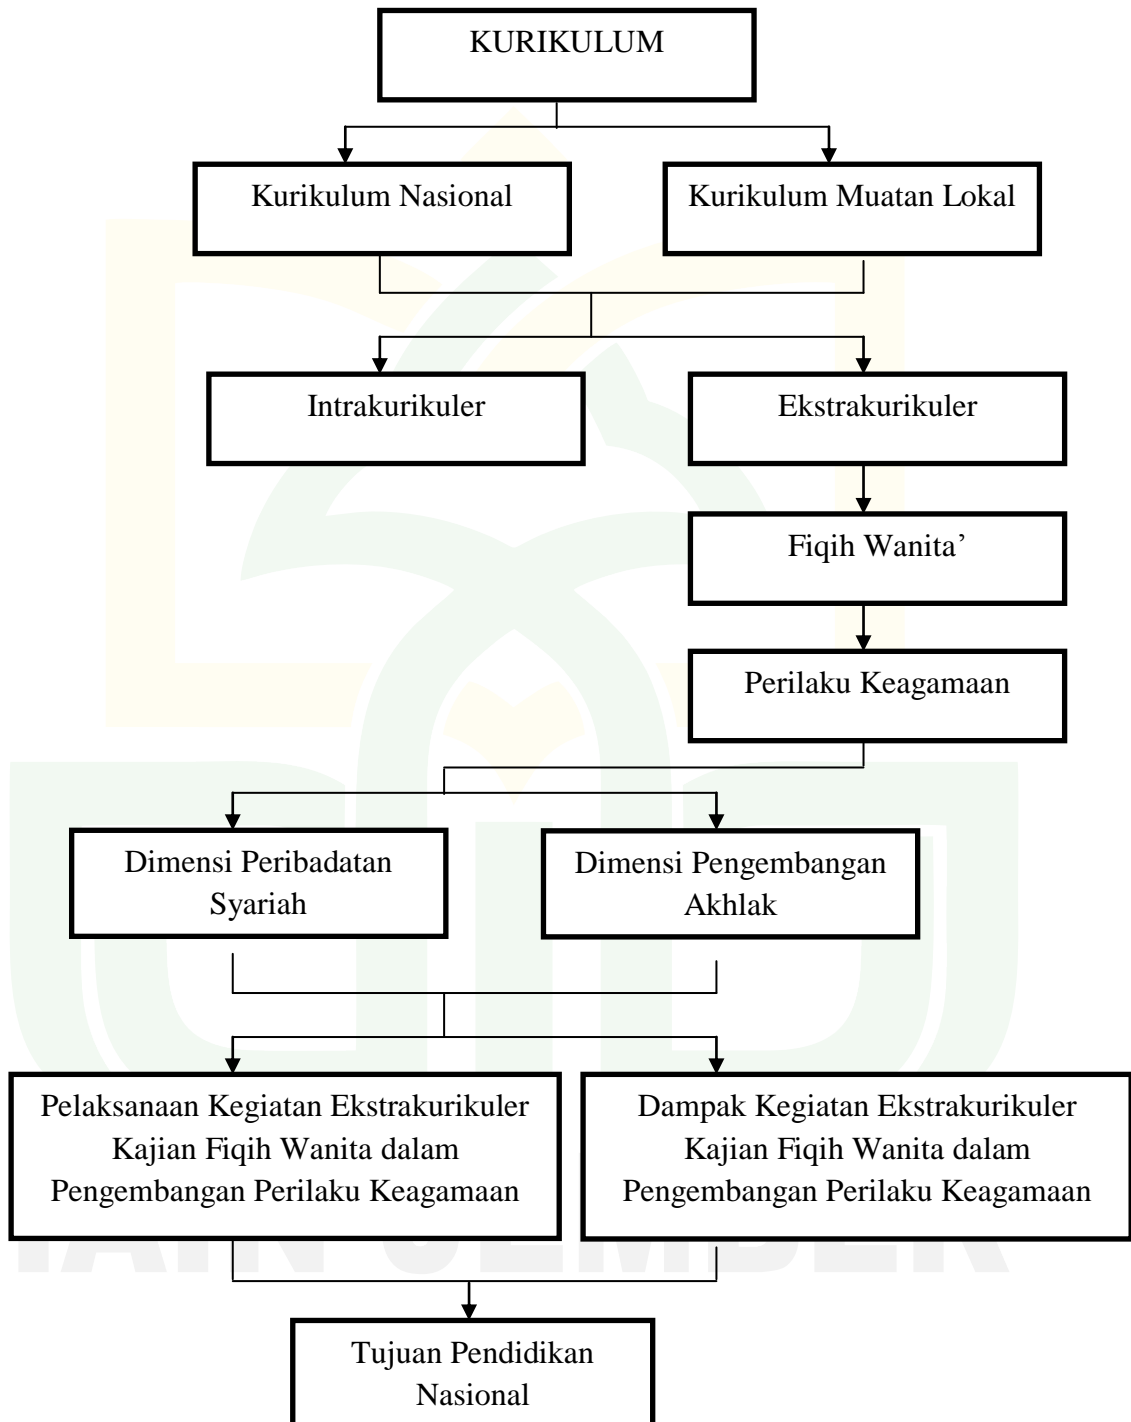 KURIKULUM
Kurikulum Nasional
Kurikulum Muatan Lokal
Intrakurikuler
Ekstrakurikuler
Fiqih Wanita’
Perilaku Keagamaan
Dimensi Peribadatan
Syariah
Dimensi Pengembangan
Akhlak
Pelaksanaan Kegiatan Ekstrakurikuler
Kajian Fiqih Wanita dalam
Pengembangan Perilaku Keagamaan
Dampak Kegiatan Ekstrakurikuler
Kajian Fiqih Wanita dalam
Pengembangan Perilaku Keagamaan
IAIN JEMBER
Tujuan Pendidikan
Nasional